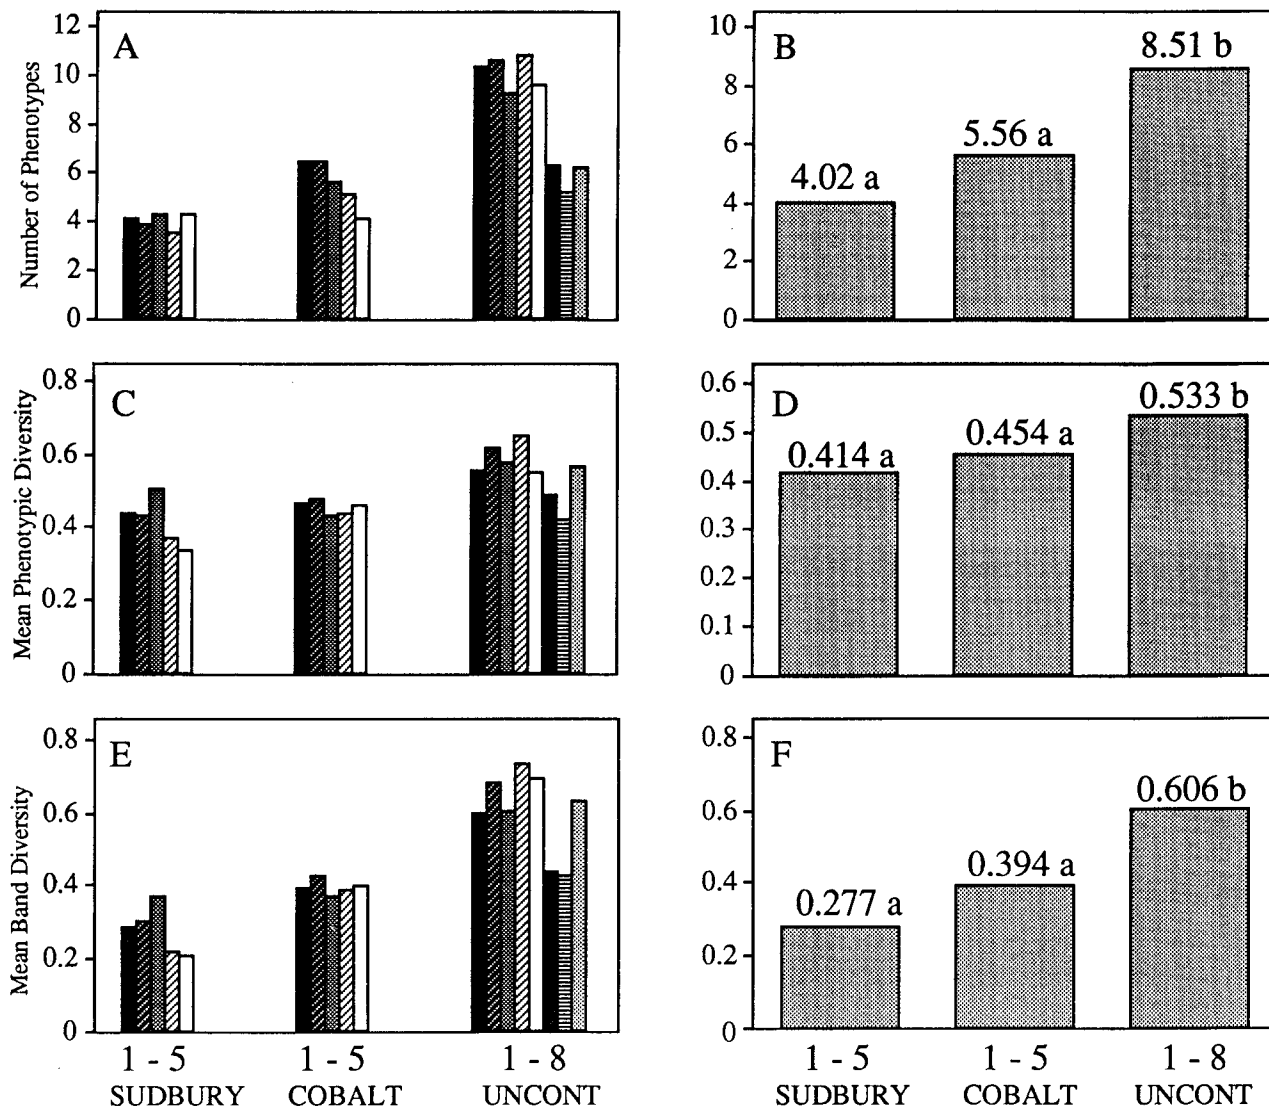 A
Number of Phenotypes
12
10
8
6
4
2
0
B
10
8
6
4
2
0
4.02 a
5.56 a
8.51 b
C
Mean Phenotypic Diversity
0.8
0.6
0.4
0.2
0
D
0.6
0.5
0.4
0.3
0.2
0.1
0
0.414 a
0.454 a
0.533 b
E
Mean Band Diversity
0.8
0.6
0.4
0.2
0
F
0.8
0.6
0.4
0.2
0
0.277 a
0.394 a
0.606 b
1 - 5 1 - 5 1 - 8
SUDBURY COBALT UNCONT
1 - 5 1 - 5 1 - 8
SUDBURY COBALT UNCONT